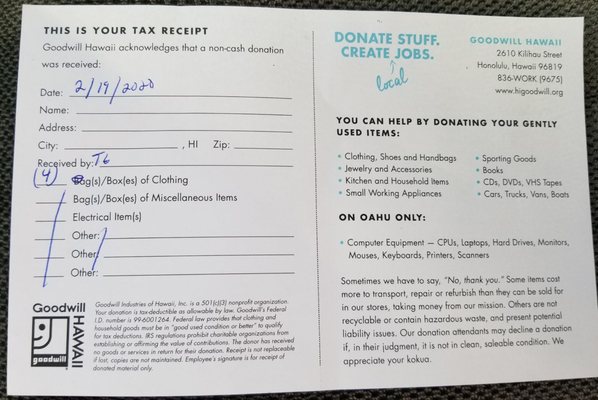 THIS IS YOUR TAX RECEIPT
Goodwill Hawaii acknowledges that a non-cash donation
was received:
Date: 2/19/2020
Name:
Address:
City: , HI Zip:
Received by: TG
(4) Bag(s)/Box(es) of Clothing
Bag(s)/Box(es) of Miscellaneous Items
Electrical Item(s)
Other:
Other:
Other:
Goodwill
HAWAII
goodwill
Goodwill Industries of Hawaii, Inc. is a 501(c)(3) nonprofit organization.
Your donation is tax-deductible as allowable by law. Goodwill's Federal
I.D. number is 99-6001264. Federal law provides that clothing and
household goods must be in "good used condition or better" to qualify
for tax deductions. IRS regulations prohibit charitable organizations from
establishing or affirming the value of contributions. The donor has received
no goods or services in return for their donation. Receipt is not replaceable
if lost, copies are not maintained. Employee's signature is for receipt of
donated material only.
DONATE STUFF.
CREATE JOBS.
local
GOODWILL HAWAII
2610 Kilihau Street
Honolulu, Hawaii 96819
836-WORK (9675)
www.higoodwill.org
YOU CAN HELP BY DONATING YOUR GENTLY
USED ITEMS:
• Clothing, Shoes and Handbags
• Jewelry and Accessories
• Kitchen and Household Items
• Small Working Appliances
• Sporting Goods
• Books
• CDs, DVDs, VHS Tapes
• Cars, Trucks, Vans, Boats
ON OAHU ONLY:
• Computer Equipment — CPUs, Laptops, Hard Drives, Monitors,
Mouses, Keyboards, Printers, Scanners
Sometimes we have to say, "No, thank you." Some items cost
more to transport, repair or refurbish than they can be sold for
in our stores, taking money from our mission. Others are not
recyclable or contain hazardous waste, and present potential
liability issues. Our donation attendants may decline a donation
if, in their judgment, it is not in clean, saleable condition. We
appreciate your kokua.